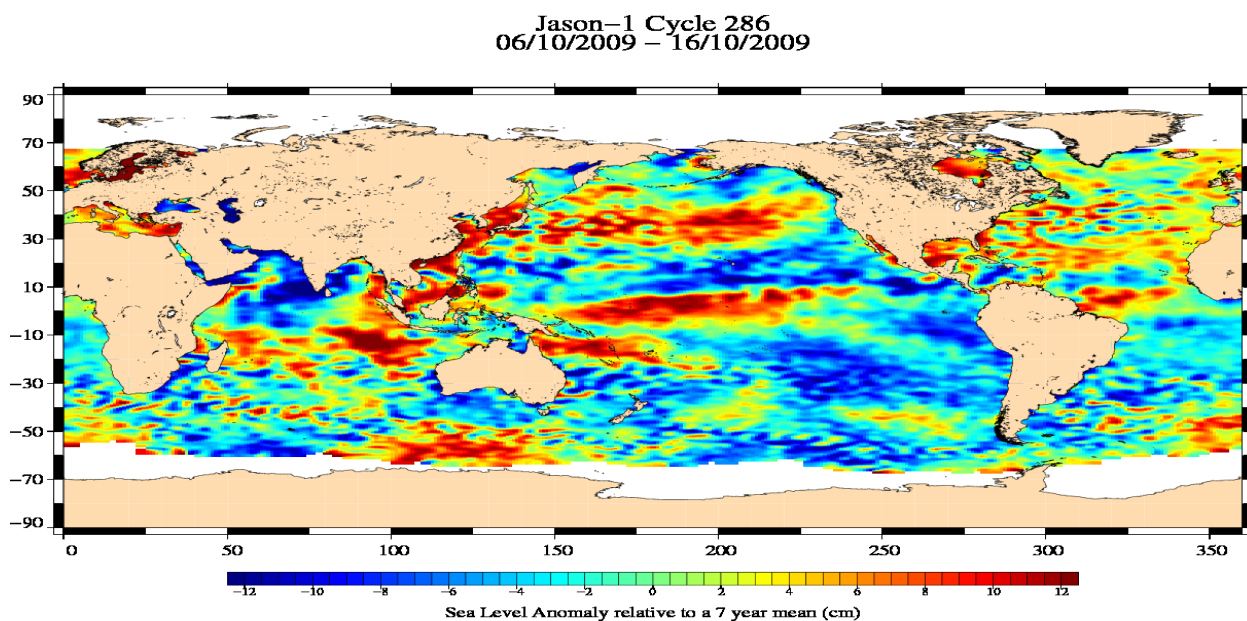 Jason-1 Cycle 286
06/10/2009 - 16/10/2009
90
70
50
30
10
-10
-30
-50
-70
-90
0 50 100 150 200 250 300 350
-12 -10 -8 -6 -4 -2 0 2 4 6 8 10 12
Sea Level Anomaly relative to a 7 year mean (cm)